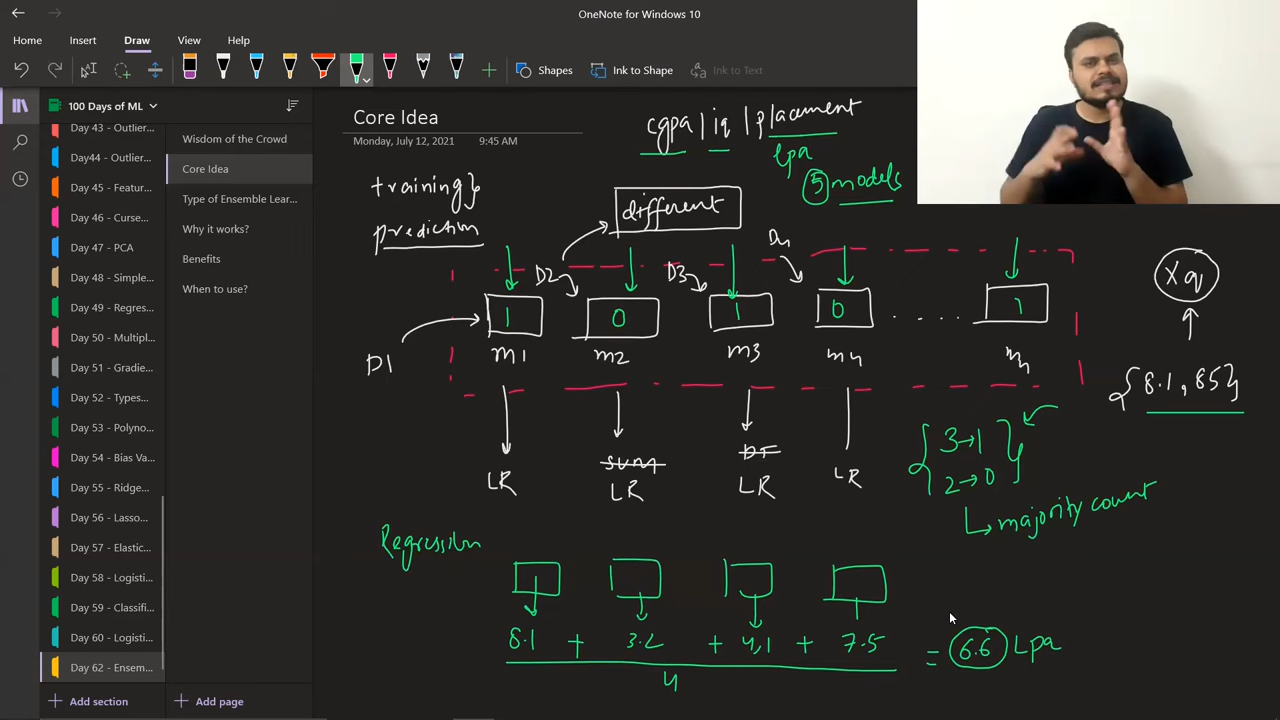 OneNote for Windows 10
Home Insert Draw View Help
Shapes Ink to Shape Ink to Text
100 Days of ML
Day 43 - Outlier...
Day44 - Outlier...
Day 45 - Featur...
Day 46 - Curse...
Day 47 - PCA
Day 48 - Simple...
Day 49 - Regres...
Day 50 - Multipl...
Day 51 - Gradie...
Day 52 - Types...
Day 53 - Polyno...
Day 54 - Bias Va...
Day 55 - Ridge...
Day 56 - Lasso...
Day 57 - Elastic...
Day 58 - Logisti...
Day 59 - Classifi...
Day 60 - Logisti...
Day 62 - Ensem...
Add section
Wisdom of the Crowd
Core Idea
Type of Ensemble Lear...
Why it works?
Benefits
When to use?
Add page
Core Idea
Monday, July 12, 2021 9:45 AM
cgpa | iq | placement
lpa
5 models
training}
prediction
different
D1 D2 D3 D4
1 0 1 0 . . . . . 1
m1 m2 m3 m4 mn
Xq
{8.1, 85}
LR SVM DT LR
LR LR
{3→1
2→0}
↳ majority count
Regression
8.1 + 3.2 + 4.1 + 7.5
4
= 6.6 Lpa